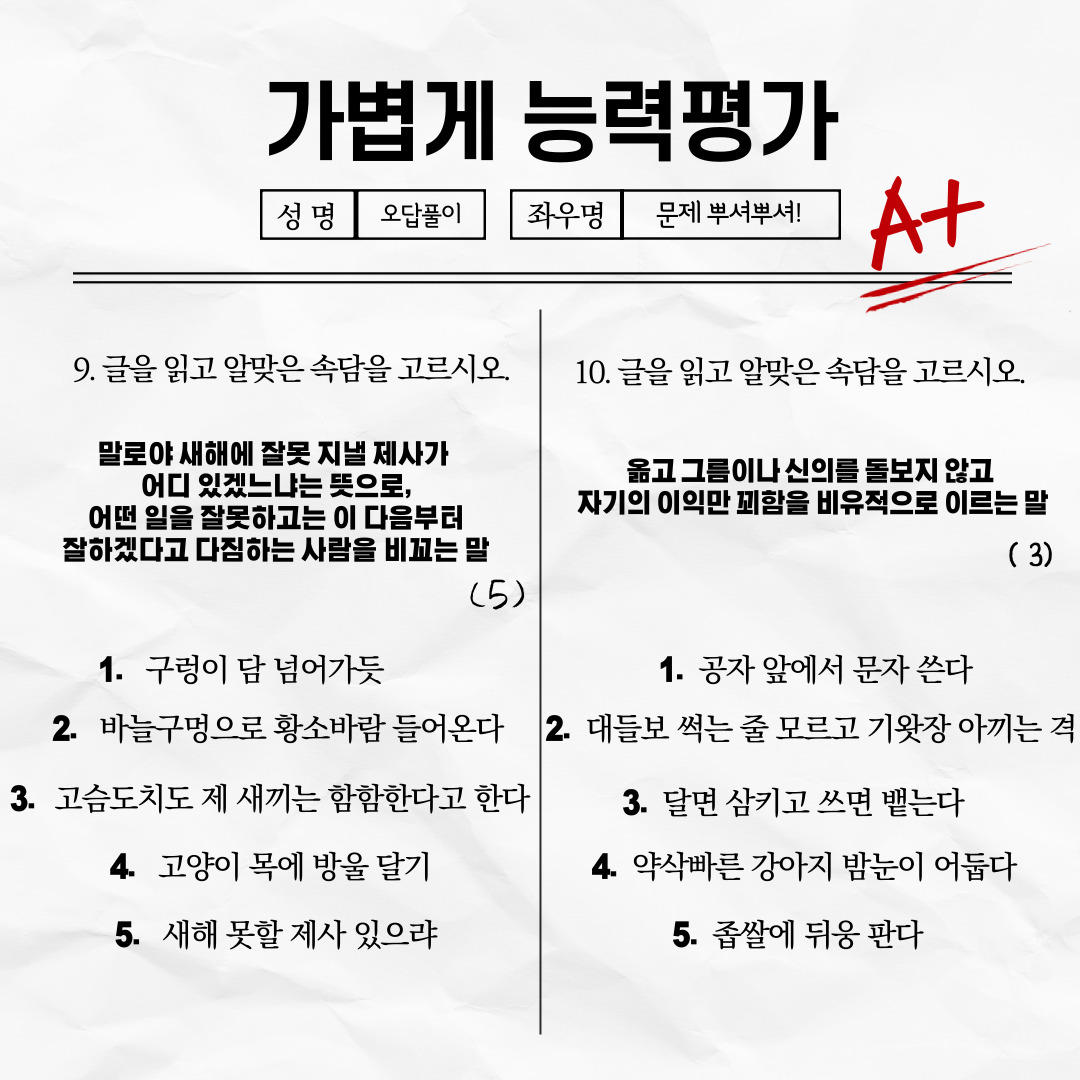 가볍게 능력평가
성 명 오답풀이 좌우명 문제 뿌셔뿌셔!
A+
9. 글을 읽고 알맞은 속담을 고르시오.
말로야 새해에 잘못 지낼 제사가
어디 있겠느냐는 뜻으로,
어떤 일을 잘못하고는 이 다음부터
잘하겠다고 다짐하는 사람을 비꼬는 말
(5)
1. 구렁이 담 넘어가듯
2. 바늘구멍으로 황소바람 들어온다
3. 고슴도치도 제 새끼는 함함한다고 한다
4. 고양이 목에 방울 달기
5. 새해 못할 제사 있으랴
10. 글을 읽고 알맞은 속담을 고르시오.
옮고 그름이나 신의를 돌보지 않고
자기의 이익만 꾀함을 비유적으로 이르는 말
( 3)
1. 공자 앞에서 문자 쓴다
2. 대들보 썩는 줄 모르고 기왓장 아끼는 격
3. 달면 삼키고 쓰면 뱉는다
4. 약삭빠른 강아지 밤눈이 어둡다
5. 좁쌀에 뒤웅 판다